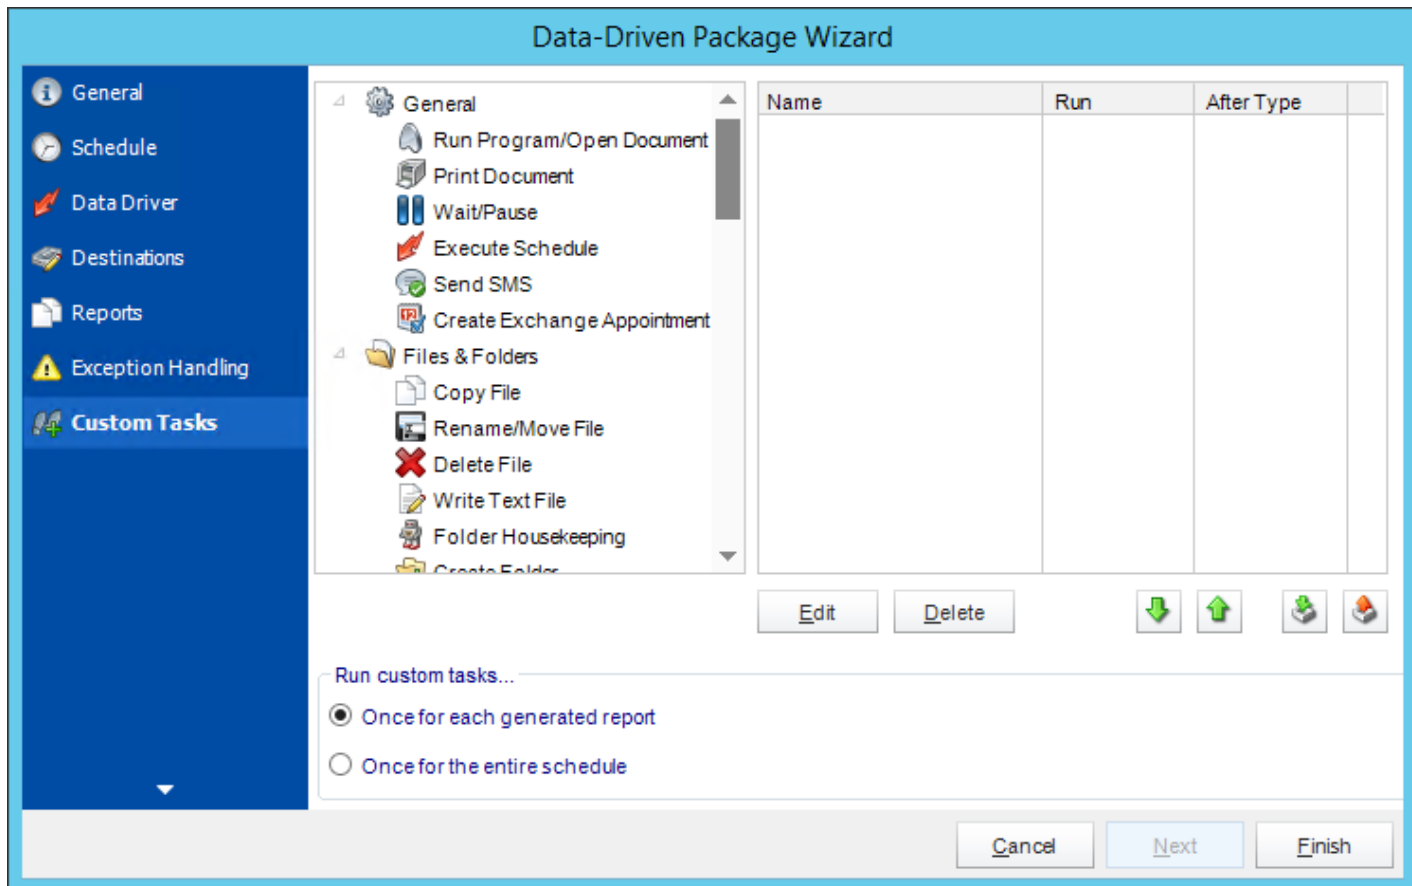 Data-Driven Package Wizard
General
Schedule
Data Driver
Destinations
Reports
Exception Handling
Custom Tasks
General
Run Program/Open Document
Print Document
Wait/Pause
Execute Schedule
Send SMS
Create Exchange Appointment
Files & Folders
Copy File
Rename/Move File
Delete File
Write Text File
Folder Housekeeping
Create Folder
Name Run After Type
Edit Delete
Run custom tasks...
Once for each generated report
Once for the entire schedule
Cancel Next Finish